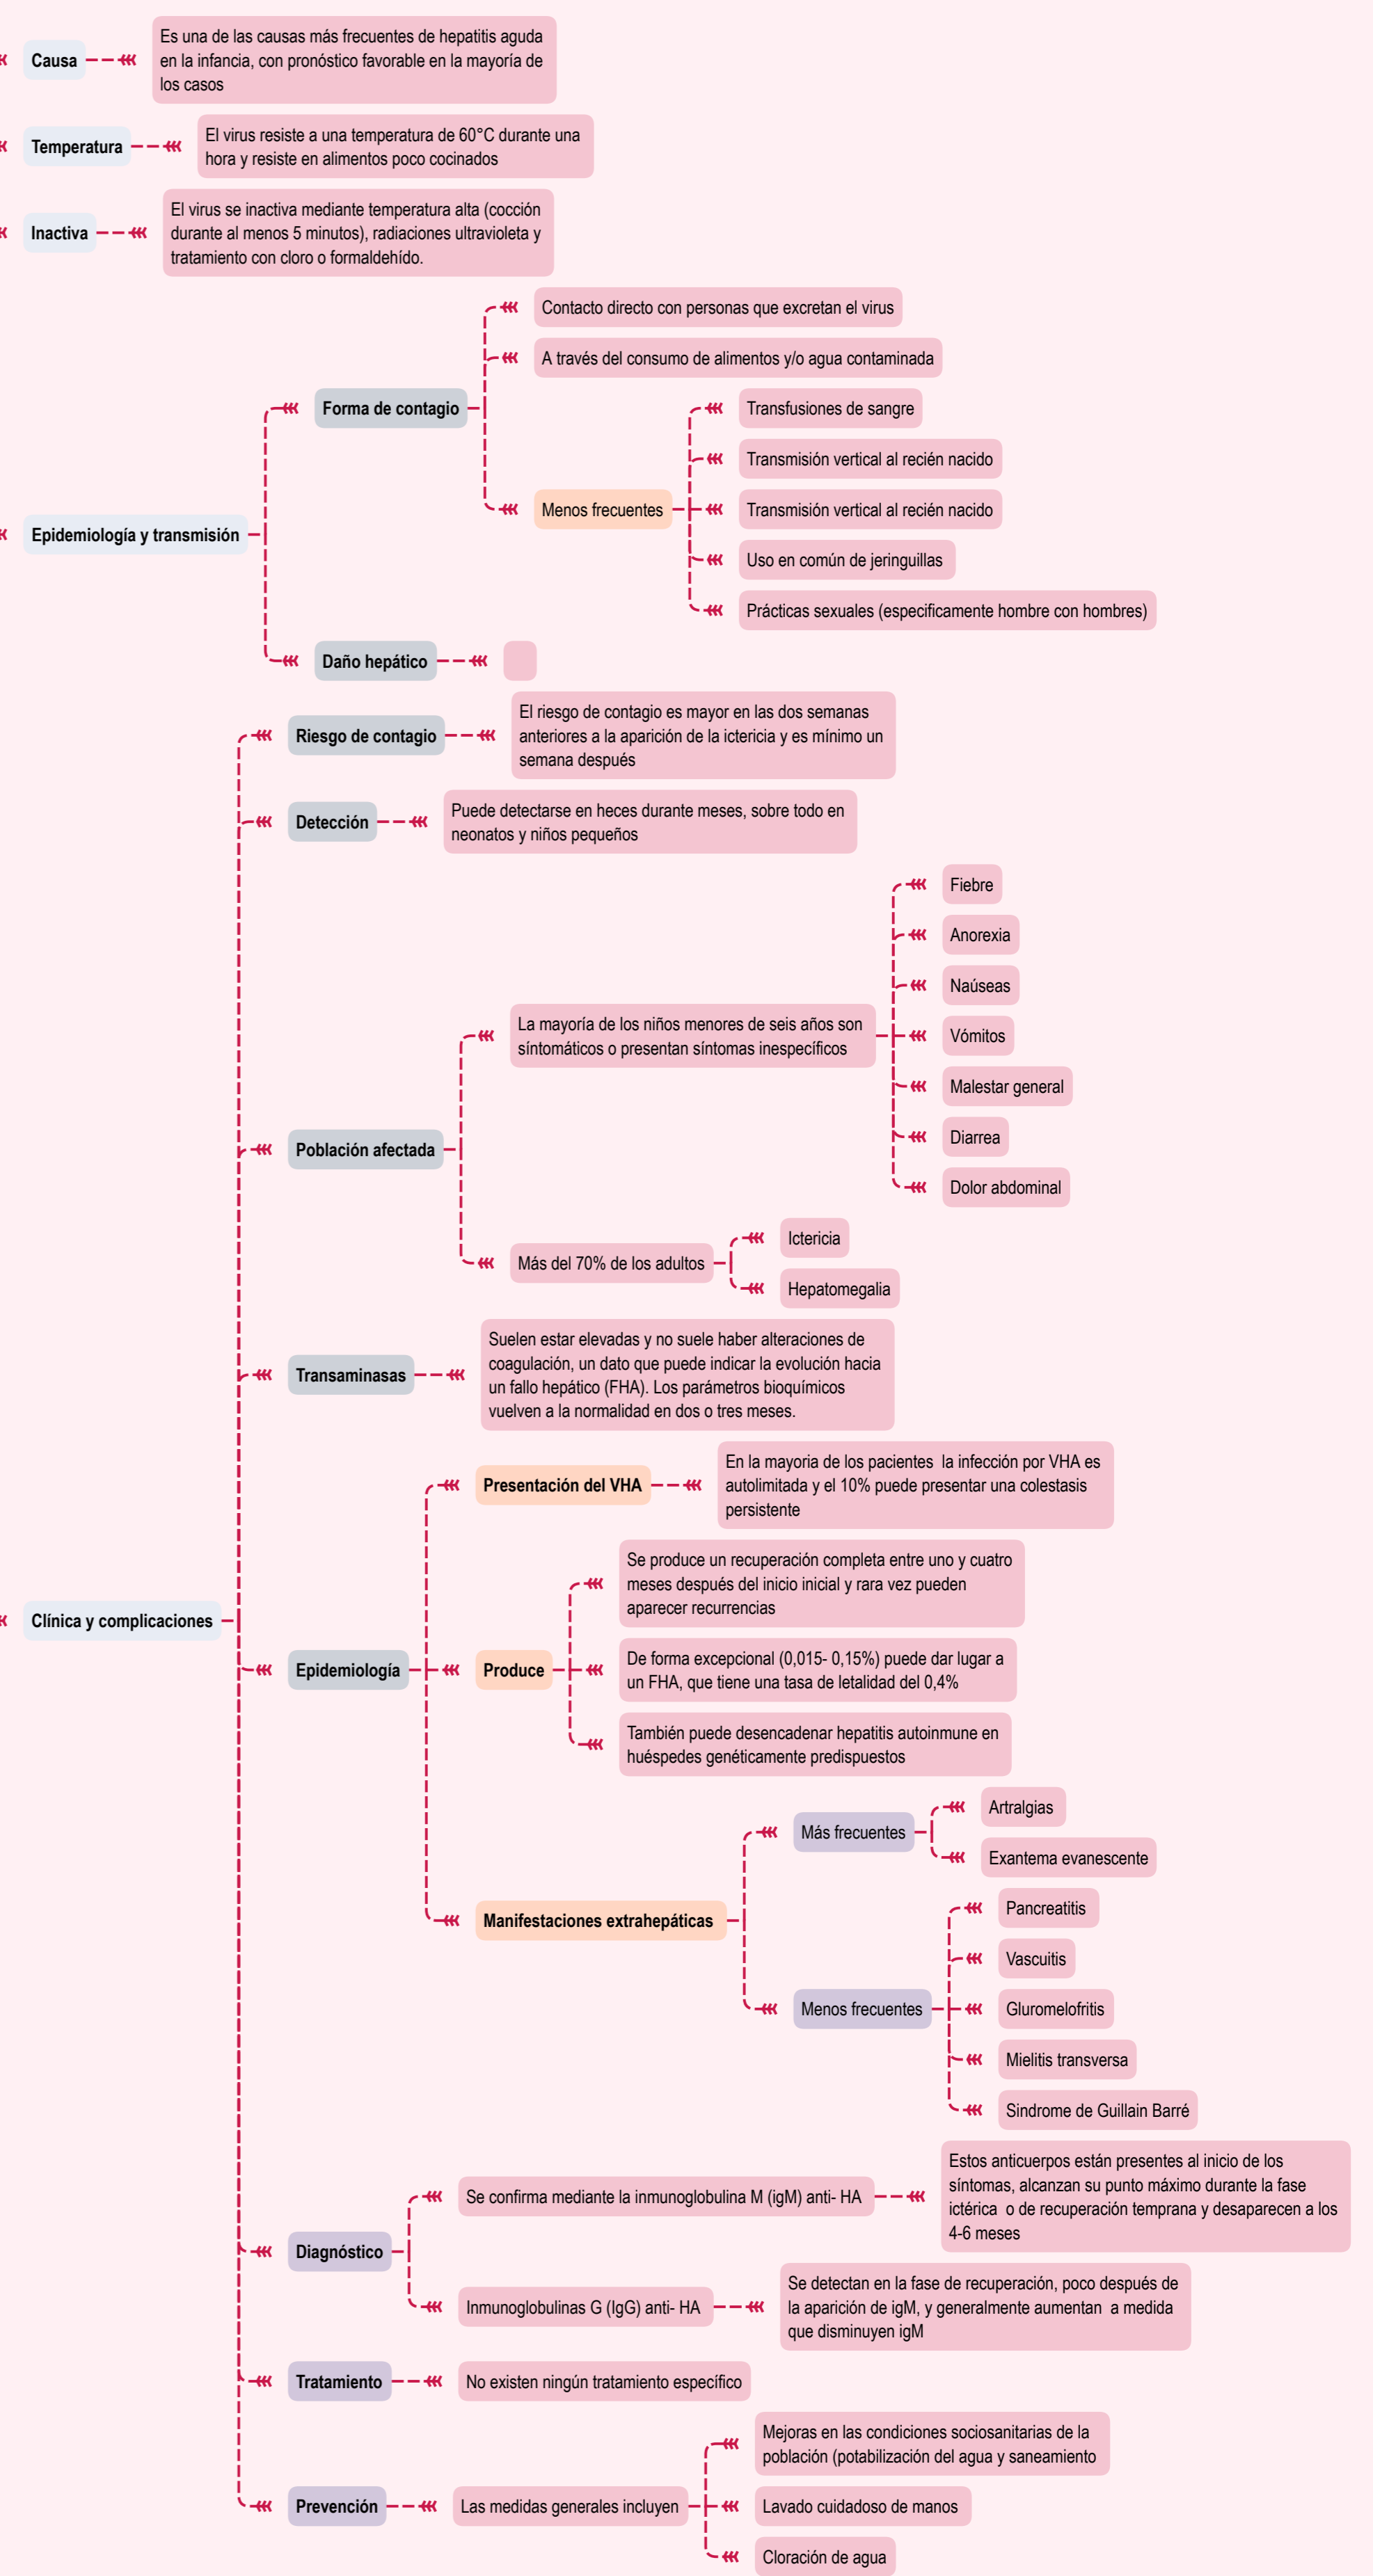 Causa
Es una de las causas más frecuentes de hepatitis aguda
en la infancia, con pronóstico favorable en la mayoría de
los casos
Temperatura
El virus resiste a una temperatura de 60°C durante una
hora y resiste en alimentos poco cocinados
Inactiva
El virus se inactiva mediante temperatura alta (cocción
durante al menos 5 minutos), radiaciones ultravioleta y
tratamiento con cloro o formaldehído.
Epidemiología y transmisión
Forma de contagio
Contacto directo con personas que excretan el virus
A través del consumo de alimentos y/o agua contaminada
Menos frecuentes
Transfusiones de sangre
Transmisión vertical al recién nacido
Transmisión vertical al recién nacido
Uso en común de jeringuillas
Prácticas sexuales (especificamente hombre con hombres)
Daño hepático
Clínica y complicaciones
Riesgo de contagio
El riesgo de contagio es mayor en las dos semanas
anteriores a la aparición de la ictericia y es mínimo un
semana después
Detección
Puede detectarse en heces durante meses, sobre todo en
neonatos y niños pequeños
Población afectada
La mayoría de los niños menores de seis años son
síntomáticos o presentan síntomas inespecíficos
Fiebre
Anorexia
Naúseas
Vómitos
Malestar general
Diarrea
Dolor abdominal
Más del 70% de los adultos
Ictericia
Hepatomegalia
Transaminasas
Suelen estar elevadas y no suele haber alteraciones de
coagulación, un dato que puede indicar la evolución hacia
un fallo hepático (FHA). Los parámetros bioquímicos
vuelven a la normalidad en dos o tres meses.
Epidemiología
Presentación del VHA
En la mayoria de los pacientes la infección por VHA es
autolimitada y el 10% puede presentar una colestasis
persistente
Produce
Se produce un recuperación completa entre uno y cuatro
meses después del inicio inicial y rara vez pueden
aparecer recurrencias
De forma excepcional (0,015- 0,15%) puede dar lugar a
un FHA, que tiene una tasa de letalidad del 0,4%
También puede desencadenar hepatitis autoinmune en
huéspedes genéticamente predispuestos
Manifestaciones extrahepáticas
Más frecuentes
Artralgias
Exantema evanescente
Menos frecuentes
Pancreatitis
Vascuitis
Gluromelofritis
Mielitis transversa
Sindrome de Guillain Barré
Diagnóstico
Se confirma mediante la inmunoglobulina M (igM) anti- HA
Estos anticuerpos están presentes al inicio de los
síntomas, alcanzan su punto máximo durante la fase
ictérica o de recuperación temprana y desaparecen a los
4-6 meses
Inmunoglobulinas G (IgG) anti- HA
Se detectan en la fase de recuperación, poco después de
la aparición de igM, y generalmente aumentan a medida
que disminuyen igM
Tratamiento
No existen ningún tratamiento específico
Prevención
Las medidas generales incluyen
Mejoras en las condiciones sociosanitarias de la
población (potabilización del agua y saneamiento
Lavado cuidadoso de manos
Cloración de agua